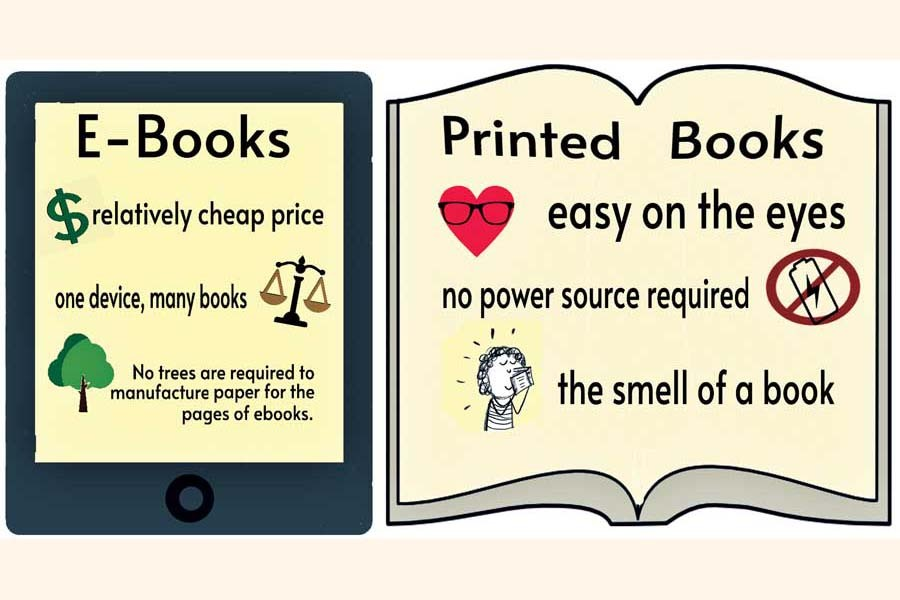 E-Books
relatively cheap price
one device, many books
No trees are required to
manufacture paper for the
pages of ebooks.
Printed Books
easy on the eyes
no power source required
the smell of a book